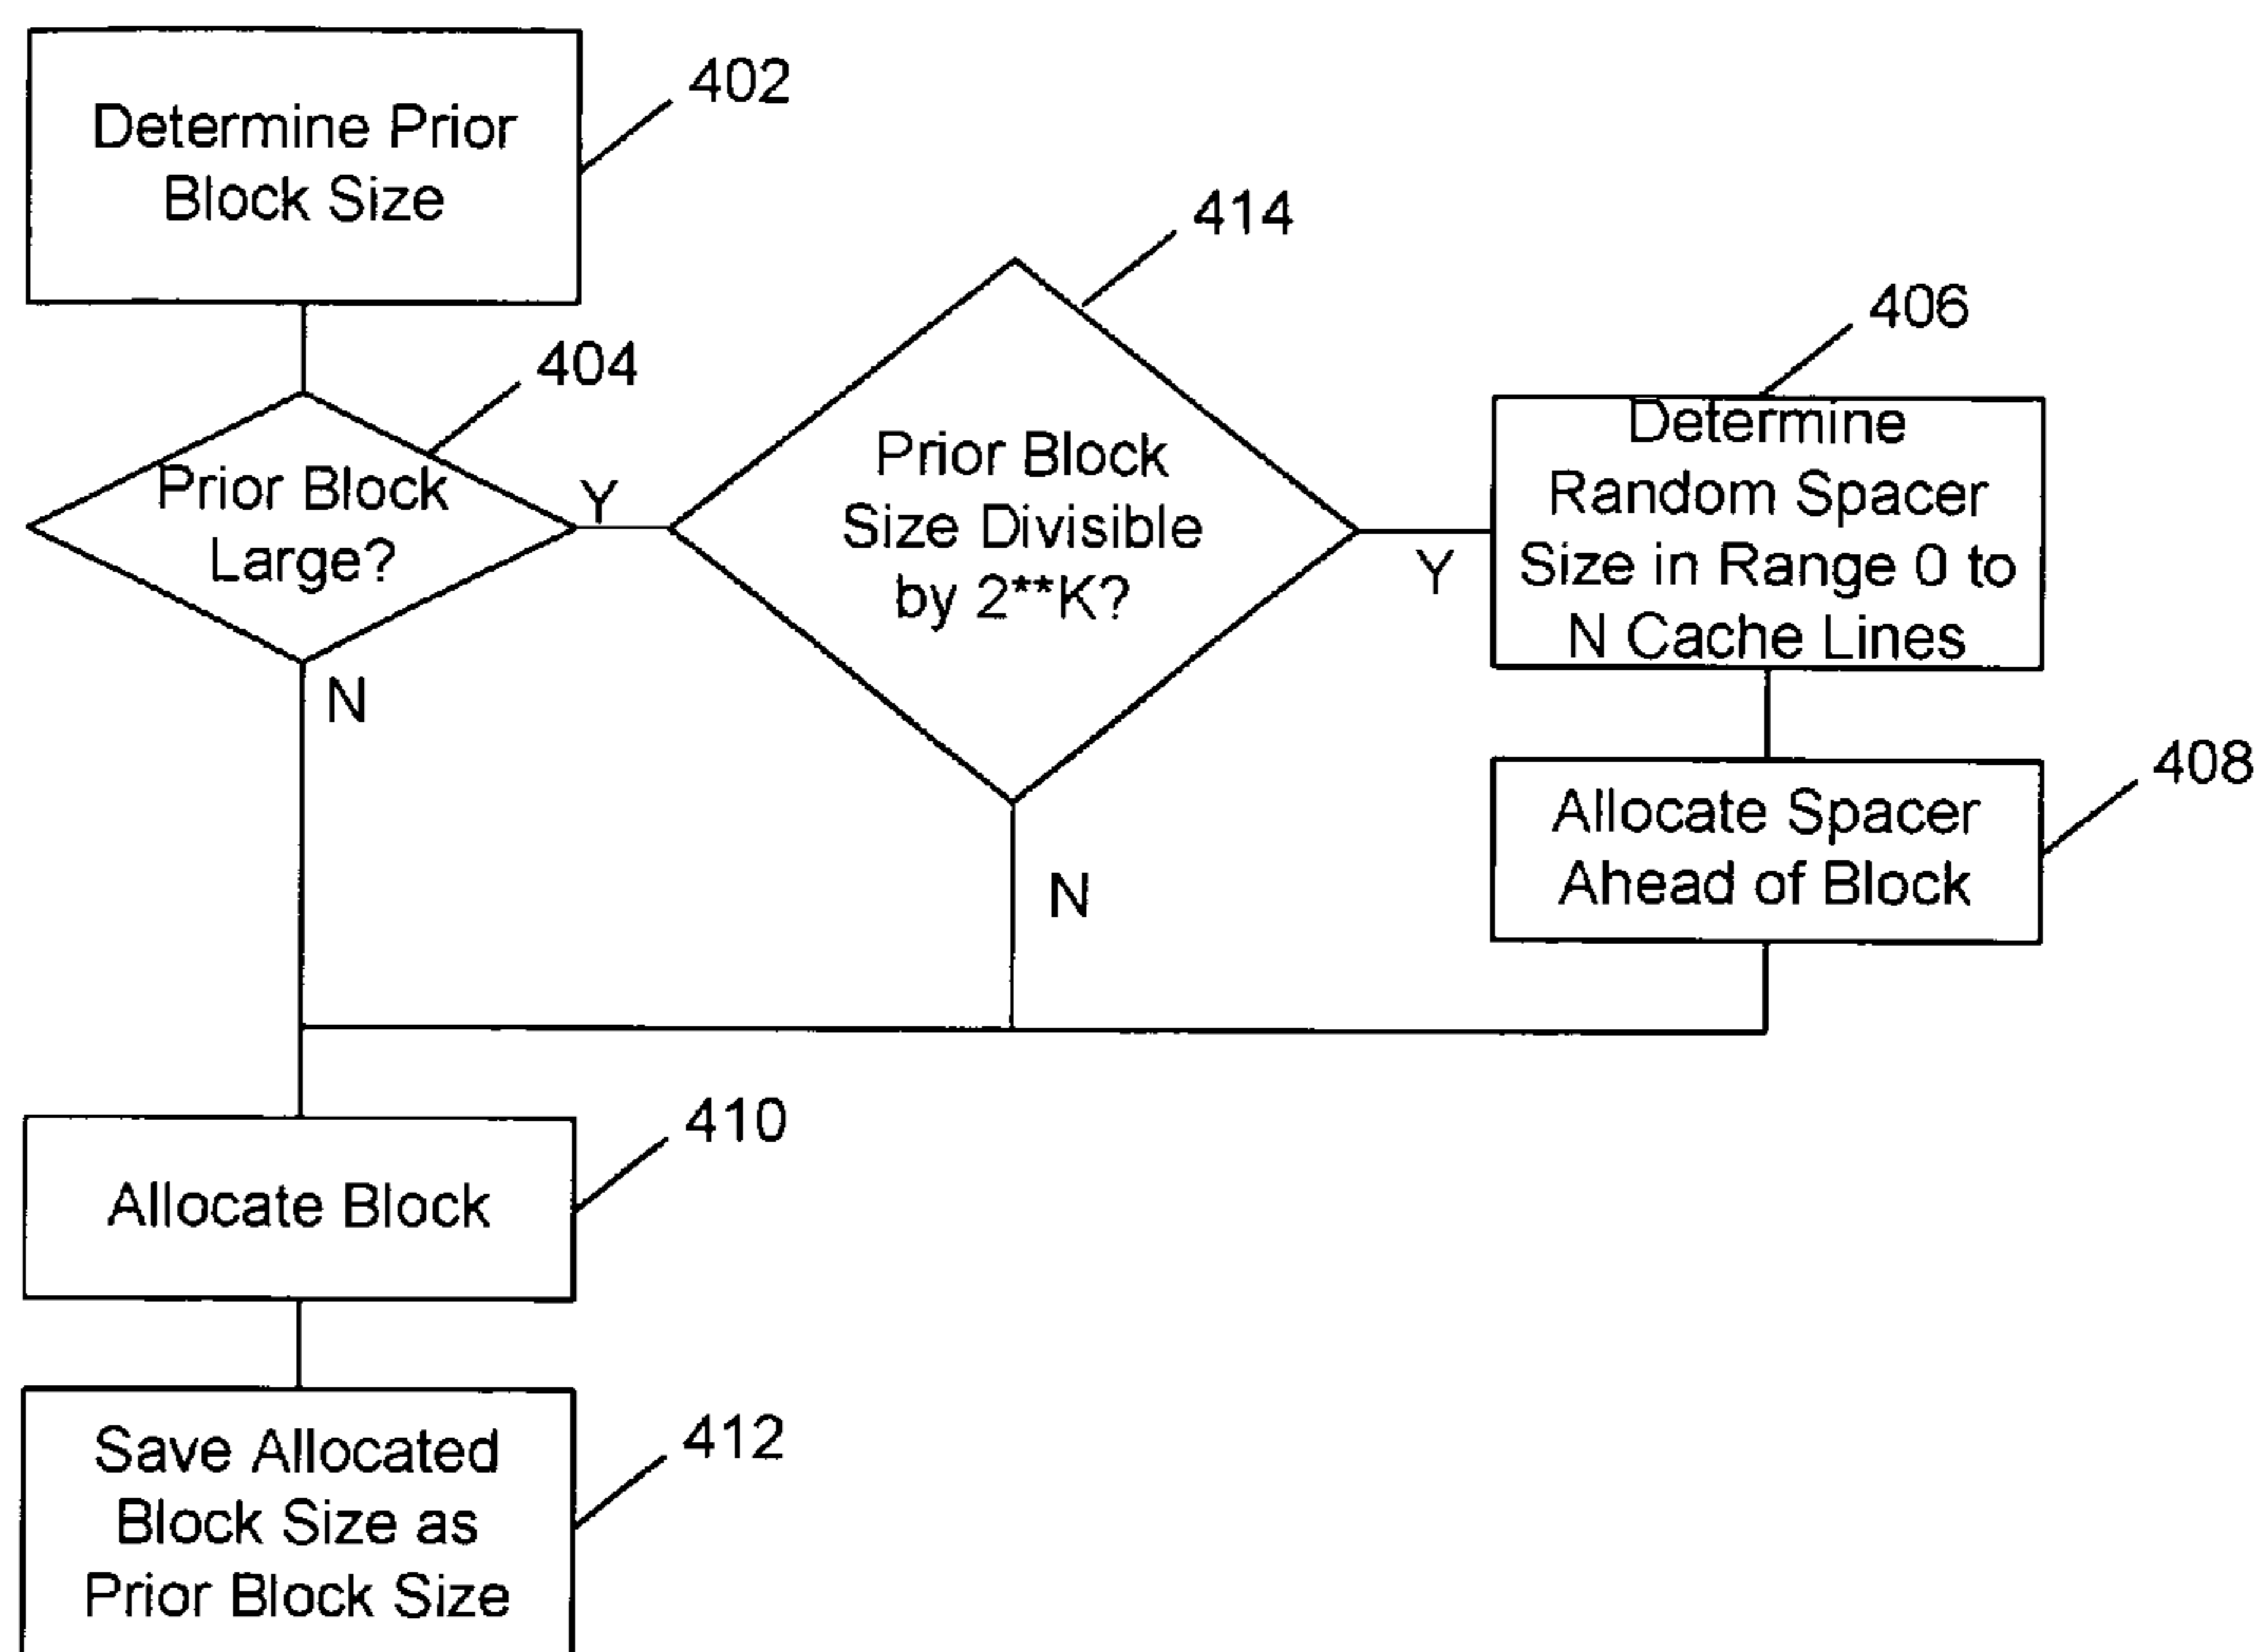 402
Determine Prior
Block Size
414
406
404
Prior Block
Large?
Y
Prior Block
Size Divisible
by 2**K?
Y
Determine
Random Spacer
Size in Range 0 to
N Cache Lines
N
408
Allocate Spacer
Ahead of Block
N
410
Allocate Block
412
Save Allocated
Block Size as
Prior Block Size